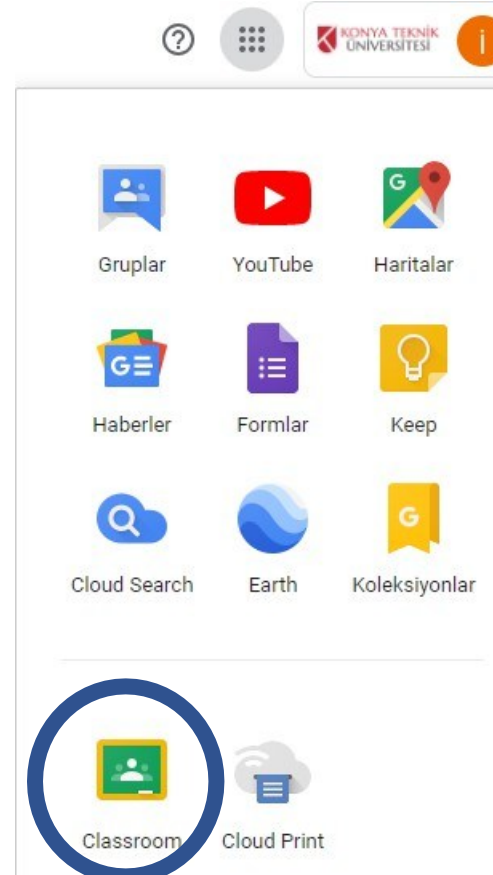 KONYA TEKNİK
ÜNİVERSİTESİ
i
Gruplar YouTube Haritalar
Haberler Formlar Keep
Cloud Search Earth Koleksiyonlar
Classroom Cloud Print